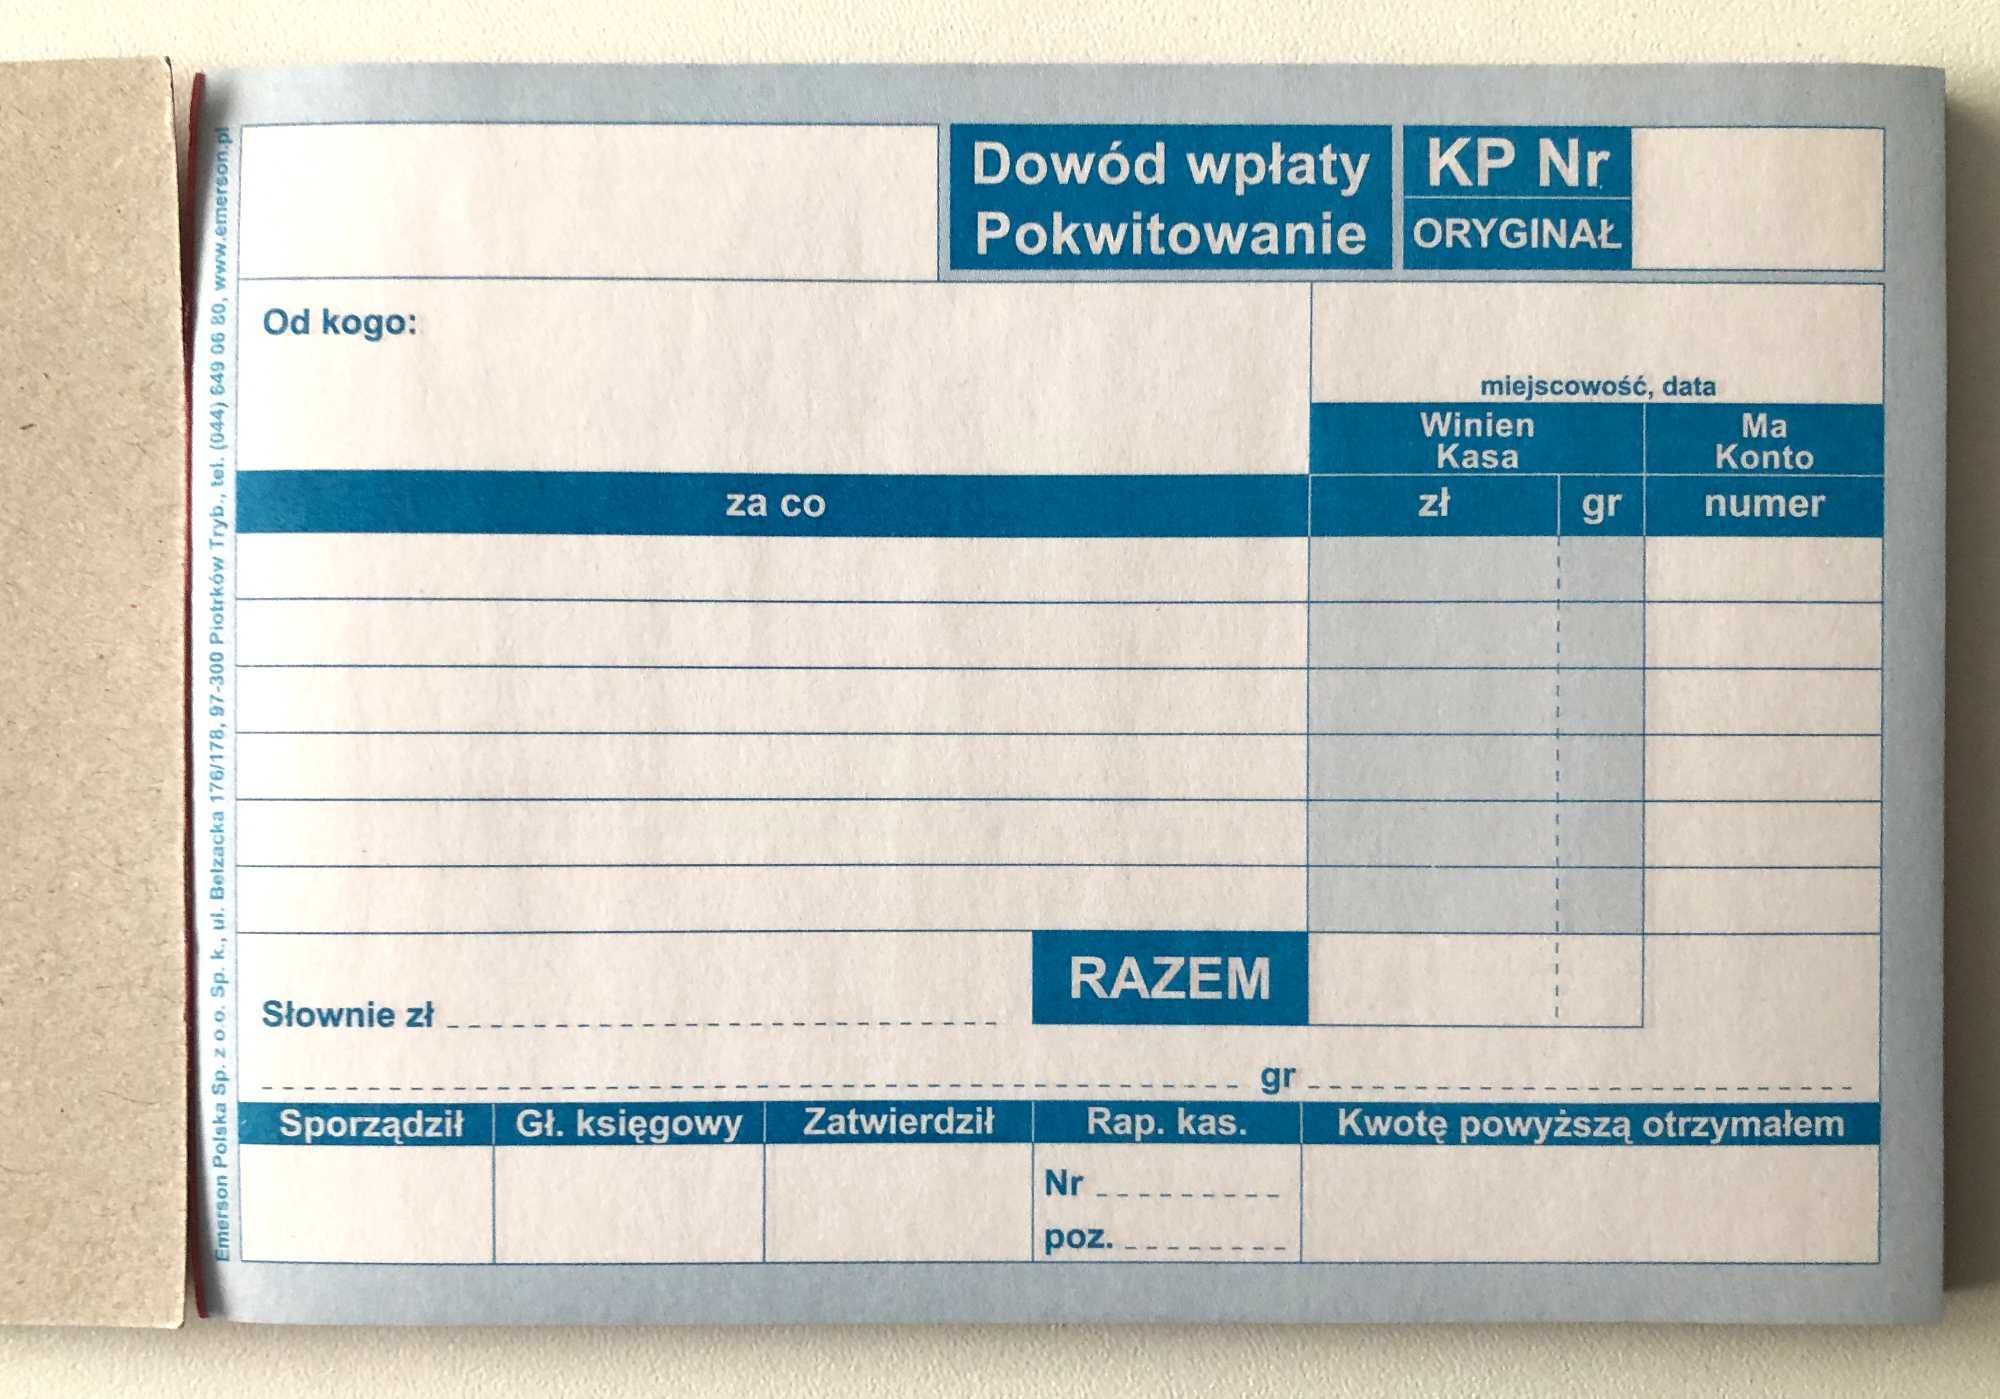 Dowód wpłaty
Pokwitowanie
KP Nr
ORYGINAŁ
Od kogo:
miejscowość, data
Winien
Kasa
Ma
Konto
za co
zł
gr
numer
RAZEM
Słownie zł
gr
Sporządził
Gł. księgowy
Zatwierdził
Rap. kas.
Kwotę powyższą otrzymałem
Nr
poz.
Emerson Polska Sp. z o o. Sp. k., ul. Belzacka 176/178, 97-300 Piotrków Tryb., tel. (044) 649 06 80, www.emerson.pl